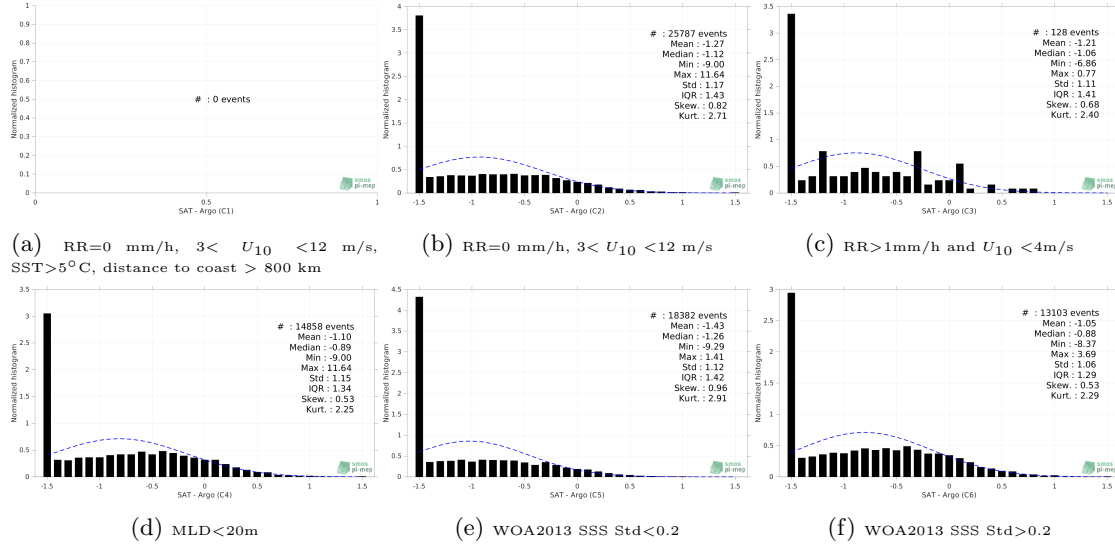 1
0.9
0.8
0.7
0.6
0.5
0.4
0.3
0.2
0.1
0
Normalized histogram
# : 0 events
smos
pi-mep
0 0.5 1
SAT - Argo (C1)
(a) RR=0 mm/h, 3< U10 <12 m/s,
SST>5°C, distance to coast > 800 km
4
3.5
3
2.5
2
1.5
1
0.5
0
Normalized histogram
# : 25787 events
Mean : -1.27
Median : -1.12
Min : -9.00
Max : 11.64
Std : 1.17
IQR : 1.43
Skew. : 0.82
Kurt. : 2.71
smos
pi-mep
-1.5 -1 -0.5 0 0.5 1 1.5
SAT - Argo (C2)
(b) RR=0 mm/h, 3< U10 <12 m/s
3.5
3
2.5
2
1.5
1
0.5
0
Normalized histogram
# : 128 events
Mean : -1.21
Median : -1.06
Min : -6.86
Max : 0.77
Std : 1.11
IQR : 1.41
Skew. : 0.68
Kurt. : 2.40
smos
pi-mep
-1.5 -1 -0.5 0 0.5 1 1.5
SAT - Argo (C3)
(c) RR>1mm/h and U10 <4m/s
3.5
3
2.5
2
1.5
1
0.5
0
Normalized histogram
# : 14858 events
Mean : -1.10
Median : -0.89
Min : -9.00
Max : 11.64
Std : 1.15
IQR : 1.34
Skew. : 0.53
Kurt. : 2.25
smos
pi-mep
-1.5 -1 -0.5 0 0.5 1 1.5
SAT - Argo (C4)
(d) MLD<20m
5
4.5
4
3.5
3
2.5
2
1.5
1
0.5
0
Normalized histogram
# : 18382 events
Mean : -1.43
Median : -1.26
Min : -9.29
Max : 1.41
Std : 1.12
IQR : 1.42
Skew. : 0.96
Kurt. : 2.91
smos
pi-mep
-1.5 -1 -0.5 0 0.5 1 1.5
SAT - Argo (C5)
(e) WOA2013 SSS Std<0.2
3
2.5
2
1.5
1
0.5
0
Normalized histogram
# : 13103 events
Mean : -1.05
Median : -0.88
Min : -8.37
Max : 3.69
Std : 1.06
IQR : 1.29
Skew. : 0.53
Kurt. : 2.29
smos
pi-mep
-1.5 -1 -0.5 0 0.5 1 1.5
SAT - Argo (C6)
(f) WOA2013 SSS Std>0.2